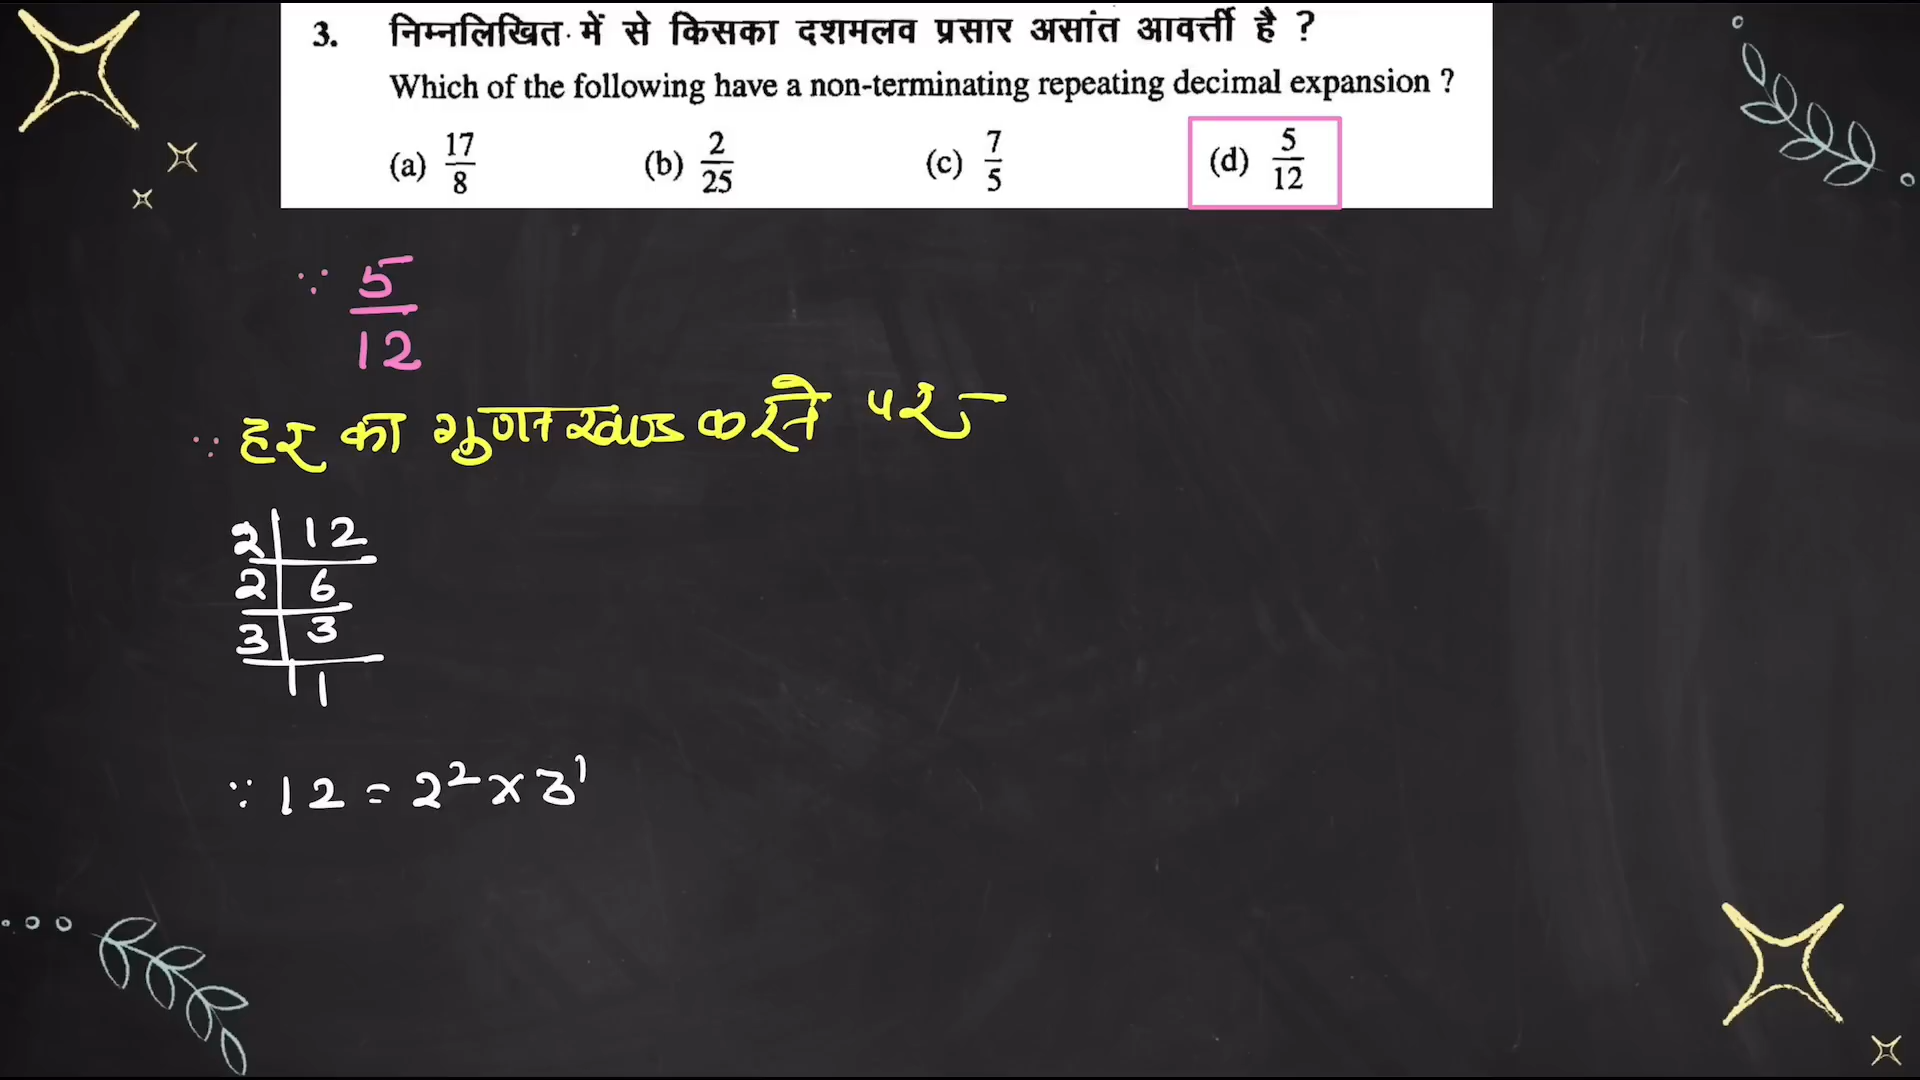 3. निम्नलिखित में से किसका दशमलव प्रसार असांत आवर्त्ती है ?
Which of the following have a non-terminating repeating decimal expansion ?
(a) 17/8 (b) 2/25 (c) 7/5 (d) 5/12
∵ 5/12
∵ हर का गुणनखण्ड करने पर
2 | 12
2 | 6
3 | 3
| 1
∵ 12 = 2² × 3¹